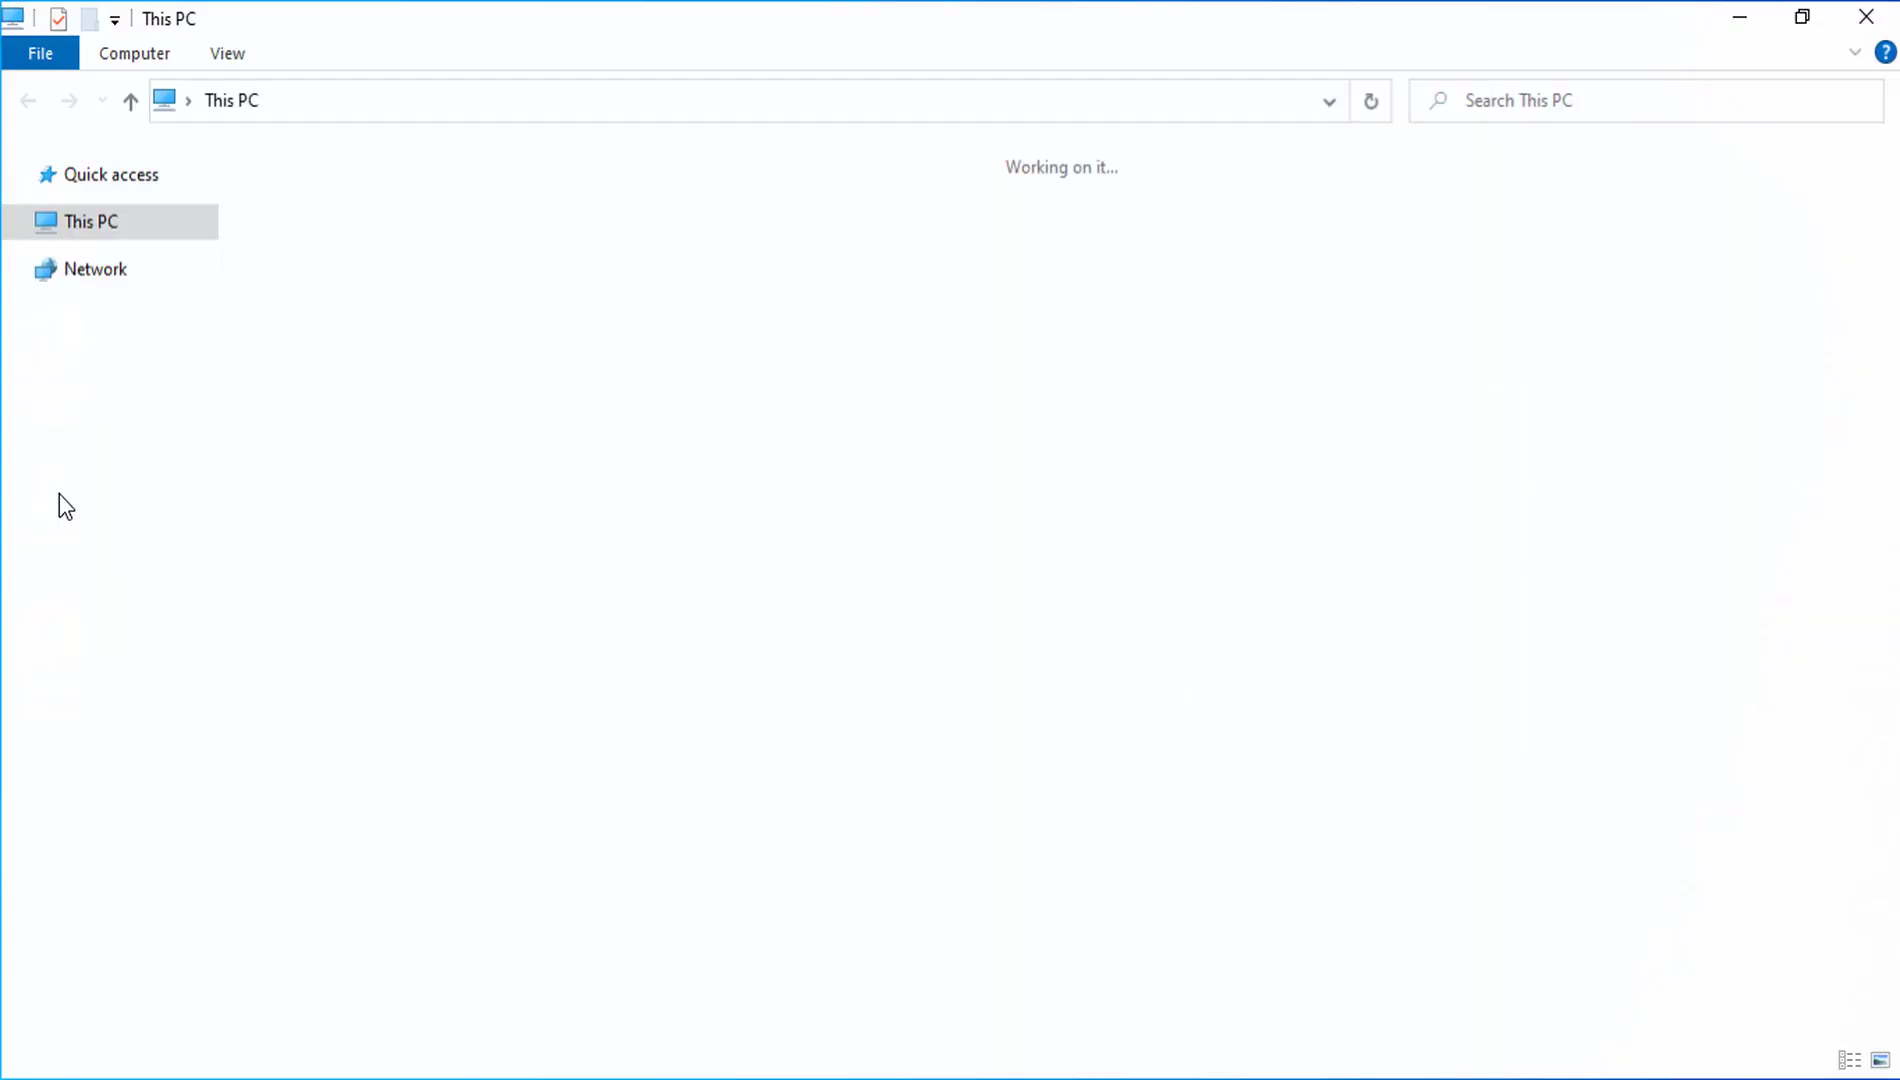 This PC
File Computer View
This PC Search This PC
Quick access
Working on it...
This PC
Network